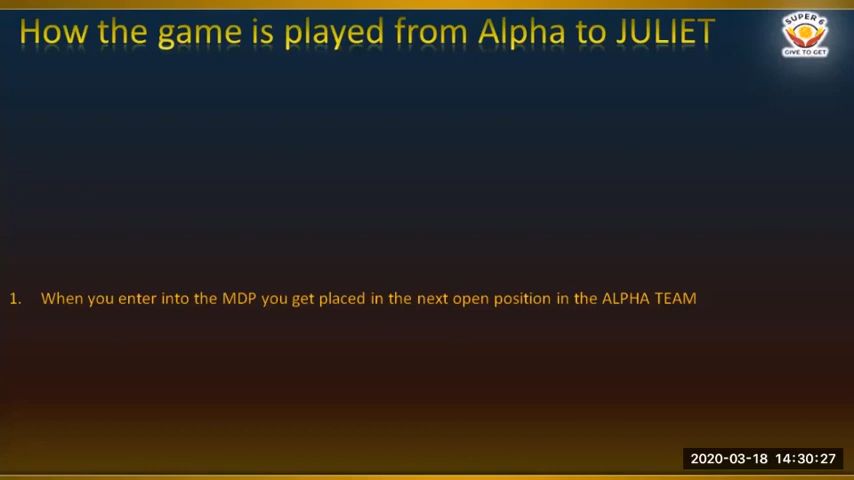 How the game is played from Alpha to JULIET
SUPER 6
GIVE TO GET
1. When you enter into the MDP you get placed in the next open position in the ALPHA TEAM
2020-03-18 14:30:27